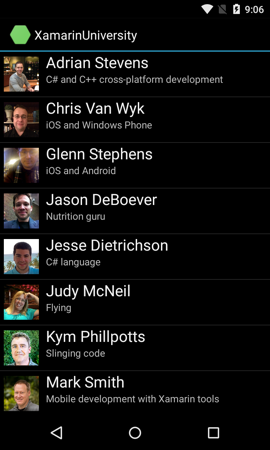 9:06
XamarinUniversity
Adrian Stevens
C# and C++ cross-platform development
Chris Van Wyk
iOS and Windows Phone
Glenn Stephens
iOS and Android
Jason DeBoever
Nutrition guru
Jesse Dietrichson
C# language
Judy McNeil
Flying
Kym Phillpotts
Slinging code
Mark Smith
Mobile development with Xamarin tools